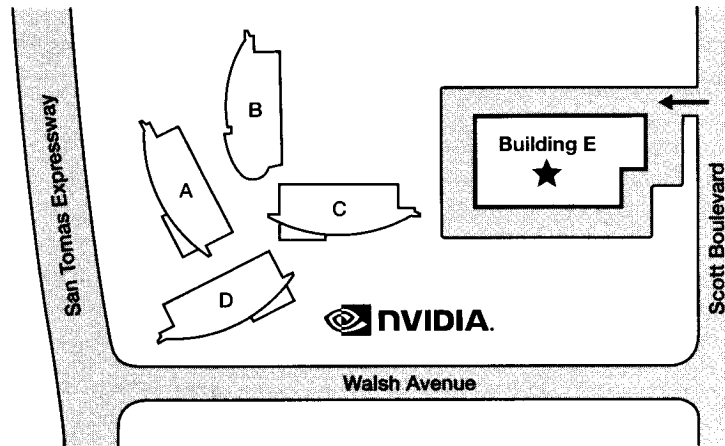 B
Building E
A
C
San Tomas Expressway
Scott Boulevard
D
NVIDIA.
Walsh Avenue